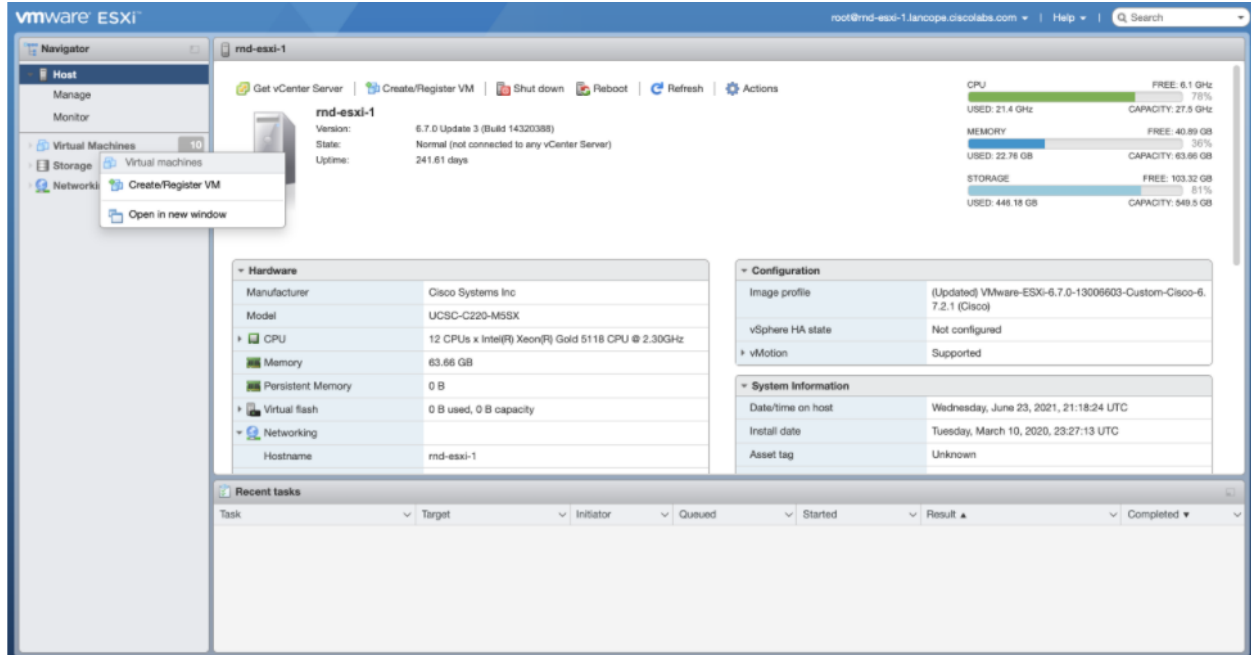 vmware ESXi
root@rnd-esxi-1.lancope.ciscolabs.com | Help | Search
Navigator
Host
Manage
Monitor
Virtual Machines 10
Storage
Networki
Virtual machines
Create/Register VM
Open in new window
rnd-esxi-1
Get vCenter Server | Create/Register VM | Shut down Reboot | Refresh | Actions
rnd-esxi-1
Version: 6.7.0 Update 3 (Build 14320388)
State: Normal (not connected to any vCenter Server)
Uptime: 241.61 days
CPU FREE: 6.1 GHz
78%
USED: 21.4 GHz CAPACITY: 27.5 GHz
MEMORY FREE: 40.89 GB
36%
USED: 22.76 GB CAPACITY: 63.66 GB
STORAGE FREE: 103.32 GB
81%
USED: 446.18 GB CAPACITY: 549.5 GB
Hardware
Manufacturer Cisco Systems Inc
Model UCSC-C220-M5SX
CPU 12 CPUs x Intel(R) Xeon(R) Gold 5118 CPU @ 2.30GHz
Memory 63.66 GB
Persistent Memory 0 B
Virtual flash 0 B used, 0 B capacity
Networking
Hostname rnd-esxi-1
Configuration
Image profile (Updated) VMware-ESXi-6.7.0-13006603-Custom-Cisco-6.
7.2.1 (Cisco)
vSphere HA state Not configured
vMotion Supported
System Information
Date/time on host Wednesday, June 23, 2021, 21:18:24 UTC
Install date Tuesday, March 10, 2020, 23:27:13 UTC
Asset tag Unknown
Recent tasks
Task Target Initiator Queued Started Result Completed